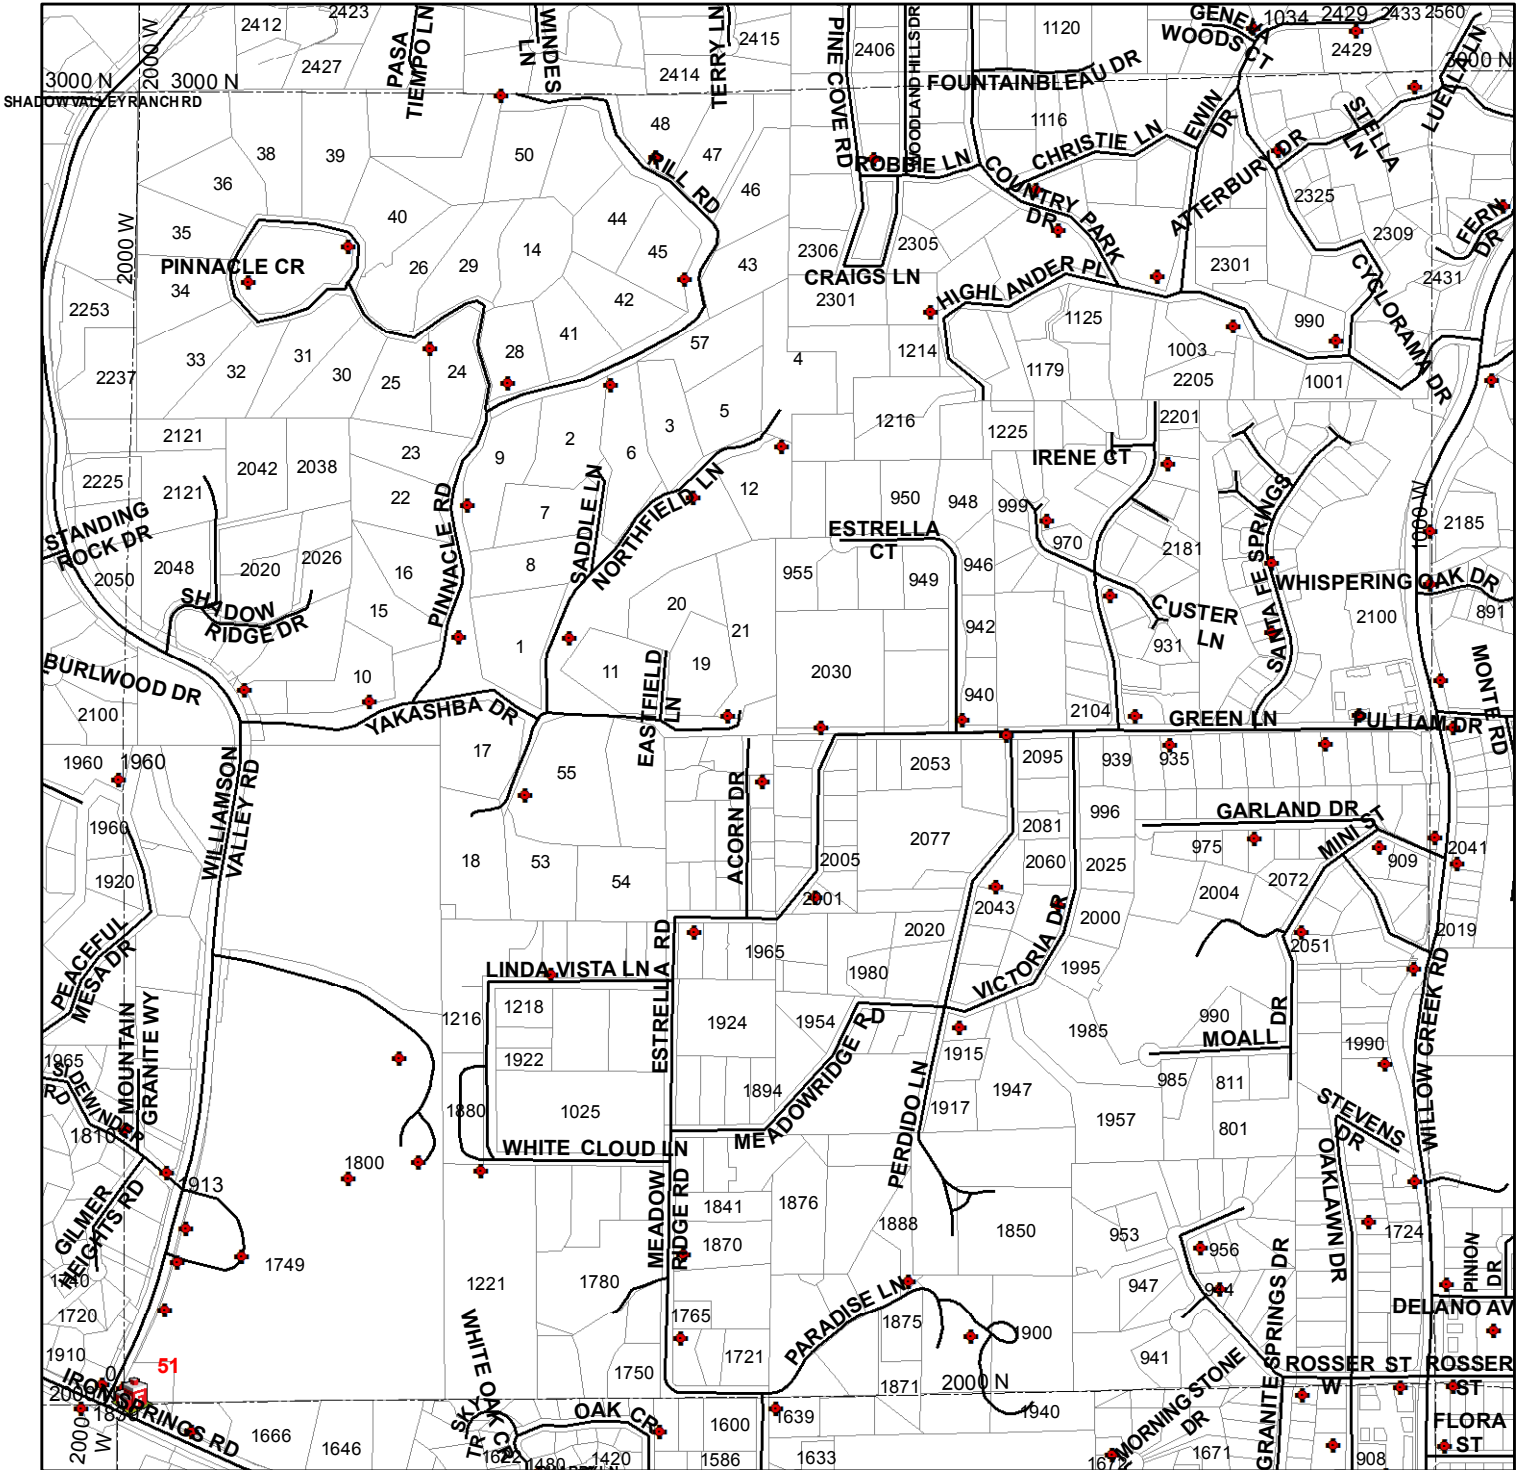 2412
2423
2427
2000 W
3000 N
3000 N
SHADOW VALLEY RANCH RD
PASA
TIEMPO LN
WINDES
LN
TERRY LN
2415
2414
PINE COVE RD
2406
WOODLAND HILLS DR
1120
FOUNTAINBLEAU DR
GENEVA
WOODS CT
1034
2429
2433
2560
2429
3000 N
LUELLA LN
STELLA
LN
1116
CHRISTIE LN
EWIN
DR
ATTERBURY DR
ROBBIE LN
COUNTRY PARK
DR
38
39
50
48
47
KILL RD
46
36
40
44
45
43
35
PINNACLE CR
34
26
29
14
42
41
2000 W
2253
2237
33
32
31
30
25
24
28
57
4
2306
2305
CRAIGS LN
2301
HIGHLANDER PL
2325
2309
FERN
DR
2431
2301
CYCLORAMA DR
990
1125
1003
2205
1001
1214
1179
1216
1225
2201
IRENE CT
2121
2042
2038
2225
2121
23
22
9
2
3
5
6
7
12
8
16
15
10
1
PINNACLE RD
SADDLE LN
NORTHFIELD LN
STANDING
ROCK DR
2050
2048
2020
2026
SHADOW
RIDGE DR
BURLWOOD DR
2100
YAKASHBA DR
950
948
ESTRELLA
CT
955
949
946
942
940
2030
999
970
2181
CUSTER
LN
931
2104
SANTA FE SPRINGS
1000 W
2185
WHISPERING OAK DR
891
2100
MONTE RD
GREEN LN
PULLIAM DR
20
21
19
11
EASTFIELD
LN
17
55
18
53
54
1960
1960
1960
1920
WILLIAMSON
VALLEY RD
PEACEFUL
MESA DR
ACORN DR
2053
2095
939
935
2077
2081
996
GARLAND DR
MINI ST
2041
909
975
2005
2001
2060
2025
2043
2004
2072
2051
2019
2000
2020
1995
VICTORIA DR
1965
1980
LINDA VISTA LN
ESTRELLA RD
1218
1216
1922
1924
1954
1894
MEADOWRIDGE RD
1915
1985
1947
1917
1957
PERDIDO LN
990
MOALL
DR
985
811
801
1990
WILLOW CREEK RD
STEVENS
DR
OAKLAWN DR
1880
1025
WHITE CLOUD LN
MOUNTAIN
GRANITE WY
1965
SIDEWINDER
RD
1810
1913
1800
GILMER
HEIGHTS RD
1740
1749
1720
1910
0
51
IRON SPRINGS RD
2000 N
1830
2000
W
1666
1646
MEADOW
RIDGE RD
1841
1870
1876
1888
1850
1221
1780
1765
1721
1750
PARADISE LN
1875
1900
1871
2000 N
1940
WHITE OAK CR
SKY
TR
OAK CR
1622
1480
1420
1600
1586
1639
1633
953
956
947
944
941
MORNING STONE
DR
1671
GRANITE SPRINGS DR
1724
PINION
DR
DELANO AV
ROSSER ST
W
ROSSER
ST
FLORA
ST
908